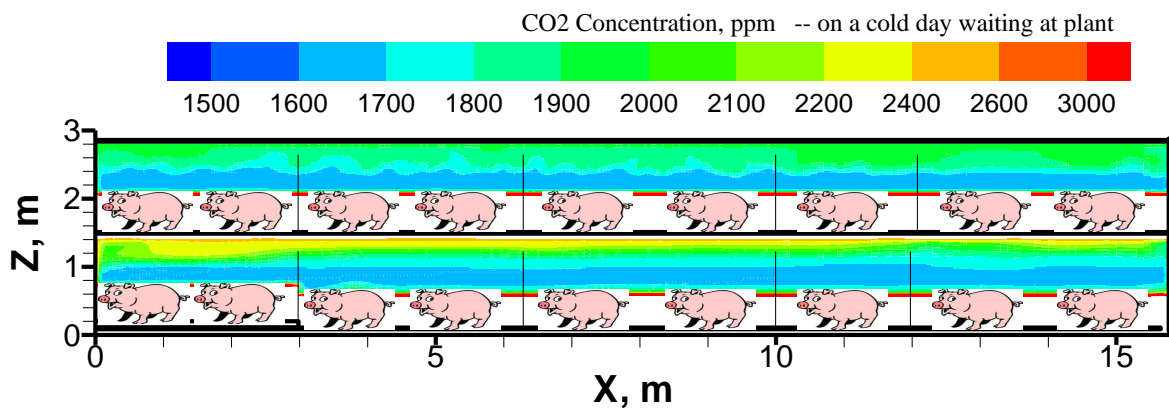 CO2 Concentration, ppm -- on a cold day waiting at plant
1500 1600 1700 1800 1900 2000 2100 2200 2400 2600 3000
3
2
1
0
Z, m
0 5 10 15
X, m